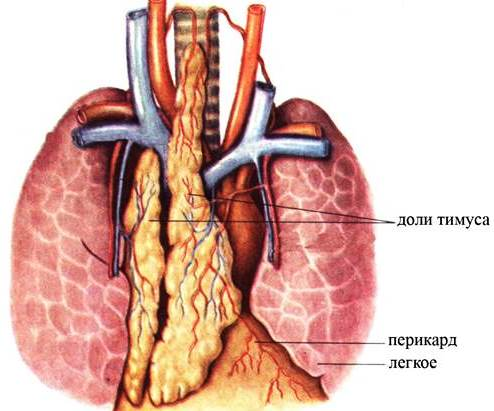 доли тимуса
перикард
легкое